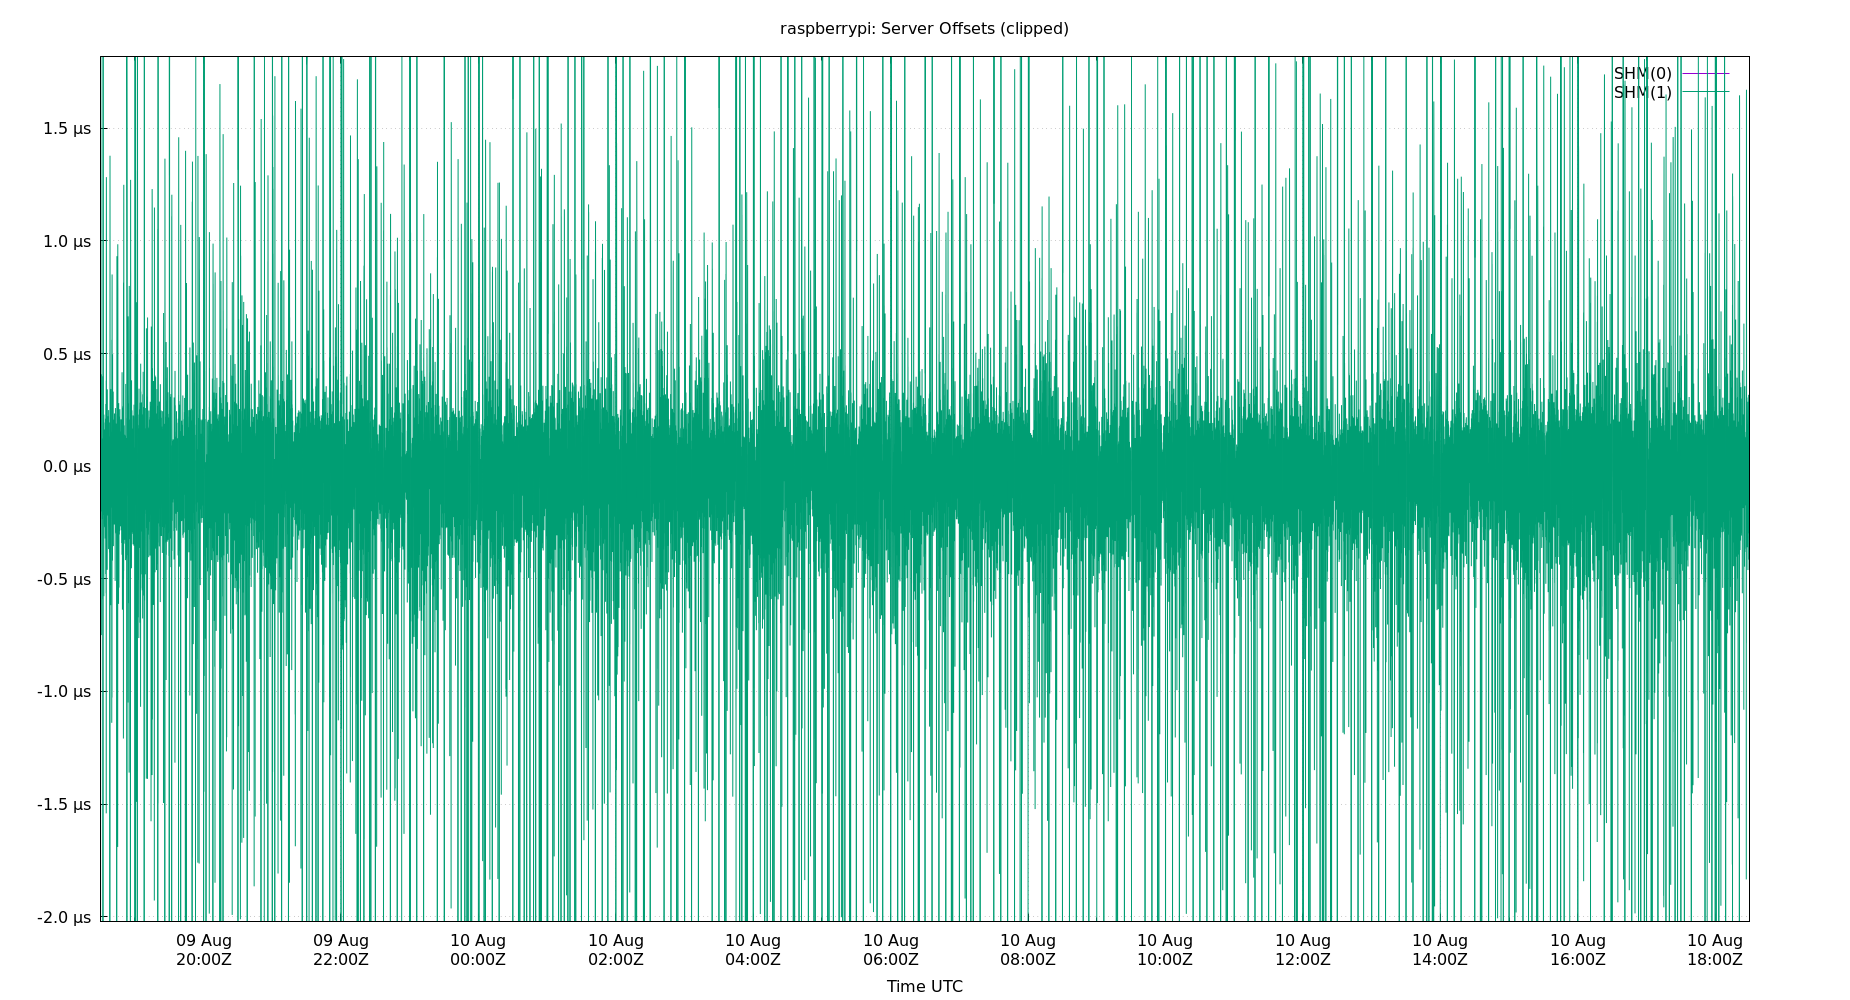 raspberrypi: Server Offsets (clipped)
SHM(0)
SHM(1)
1.5 µs
1.0 µs
0.5 µs
0.0 µs
-0.5 µs
-1.0 µs
-1.5 µs
-2.0 µs
09 Aug 09 Aug 10 Aug 10 Aug 10 Aug 10 Aug 10 Aug 10 Aug 10 Aug 10 Aug 10 Aug 10 Aug
20:00Z 22:00Z 00:00Z 02:00Z 04:00Z 06:00Z 08:00Z 10:00Z 12:00Z 14:00Z 16:00Z 18:00Z
Time UTC